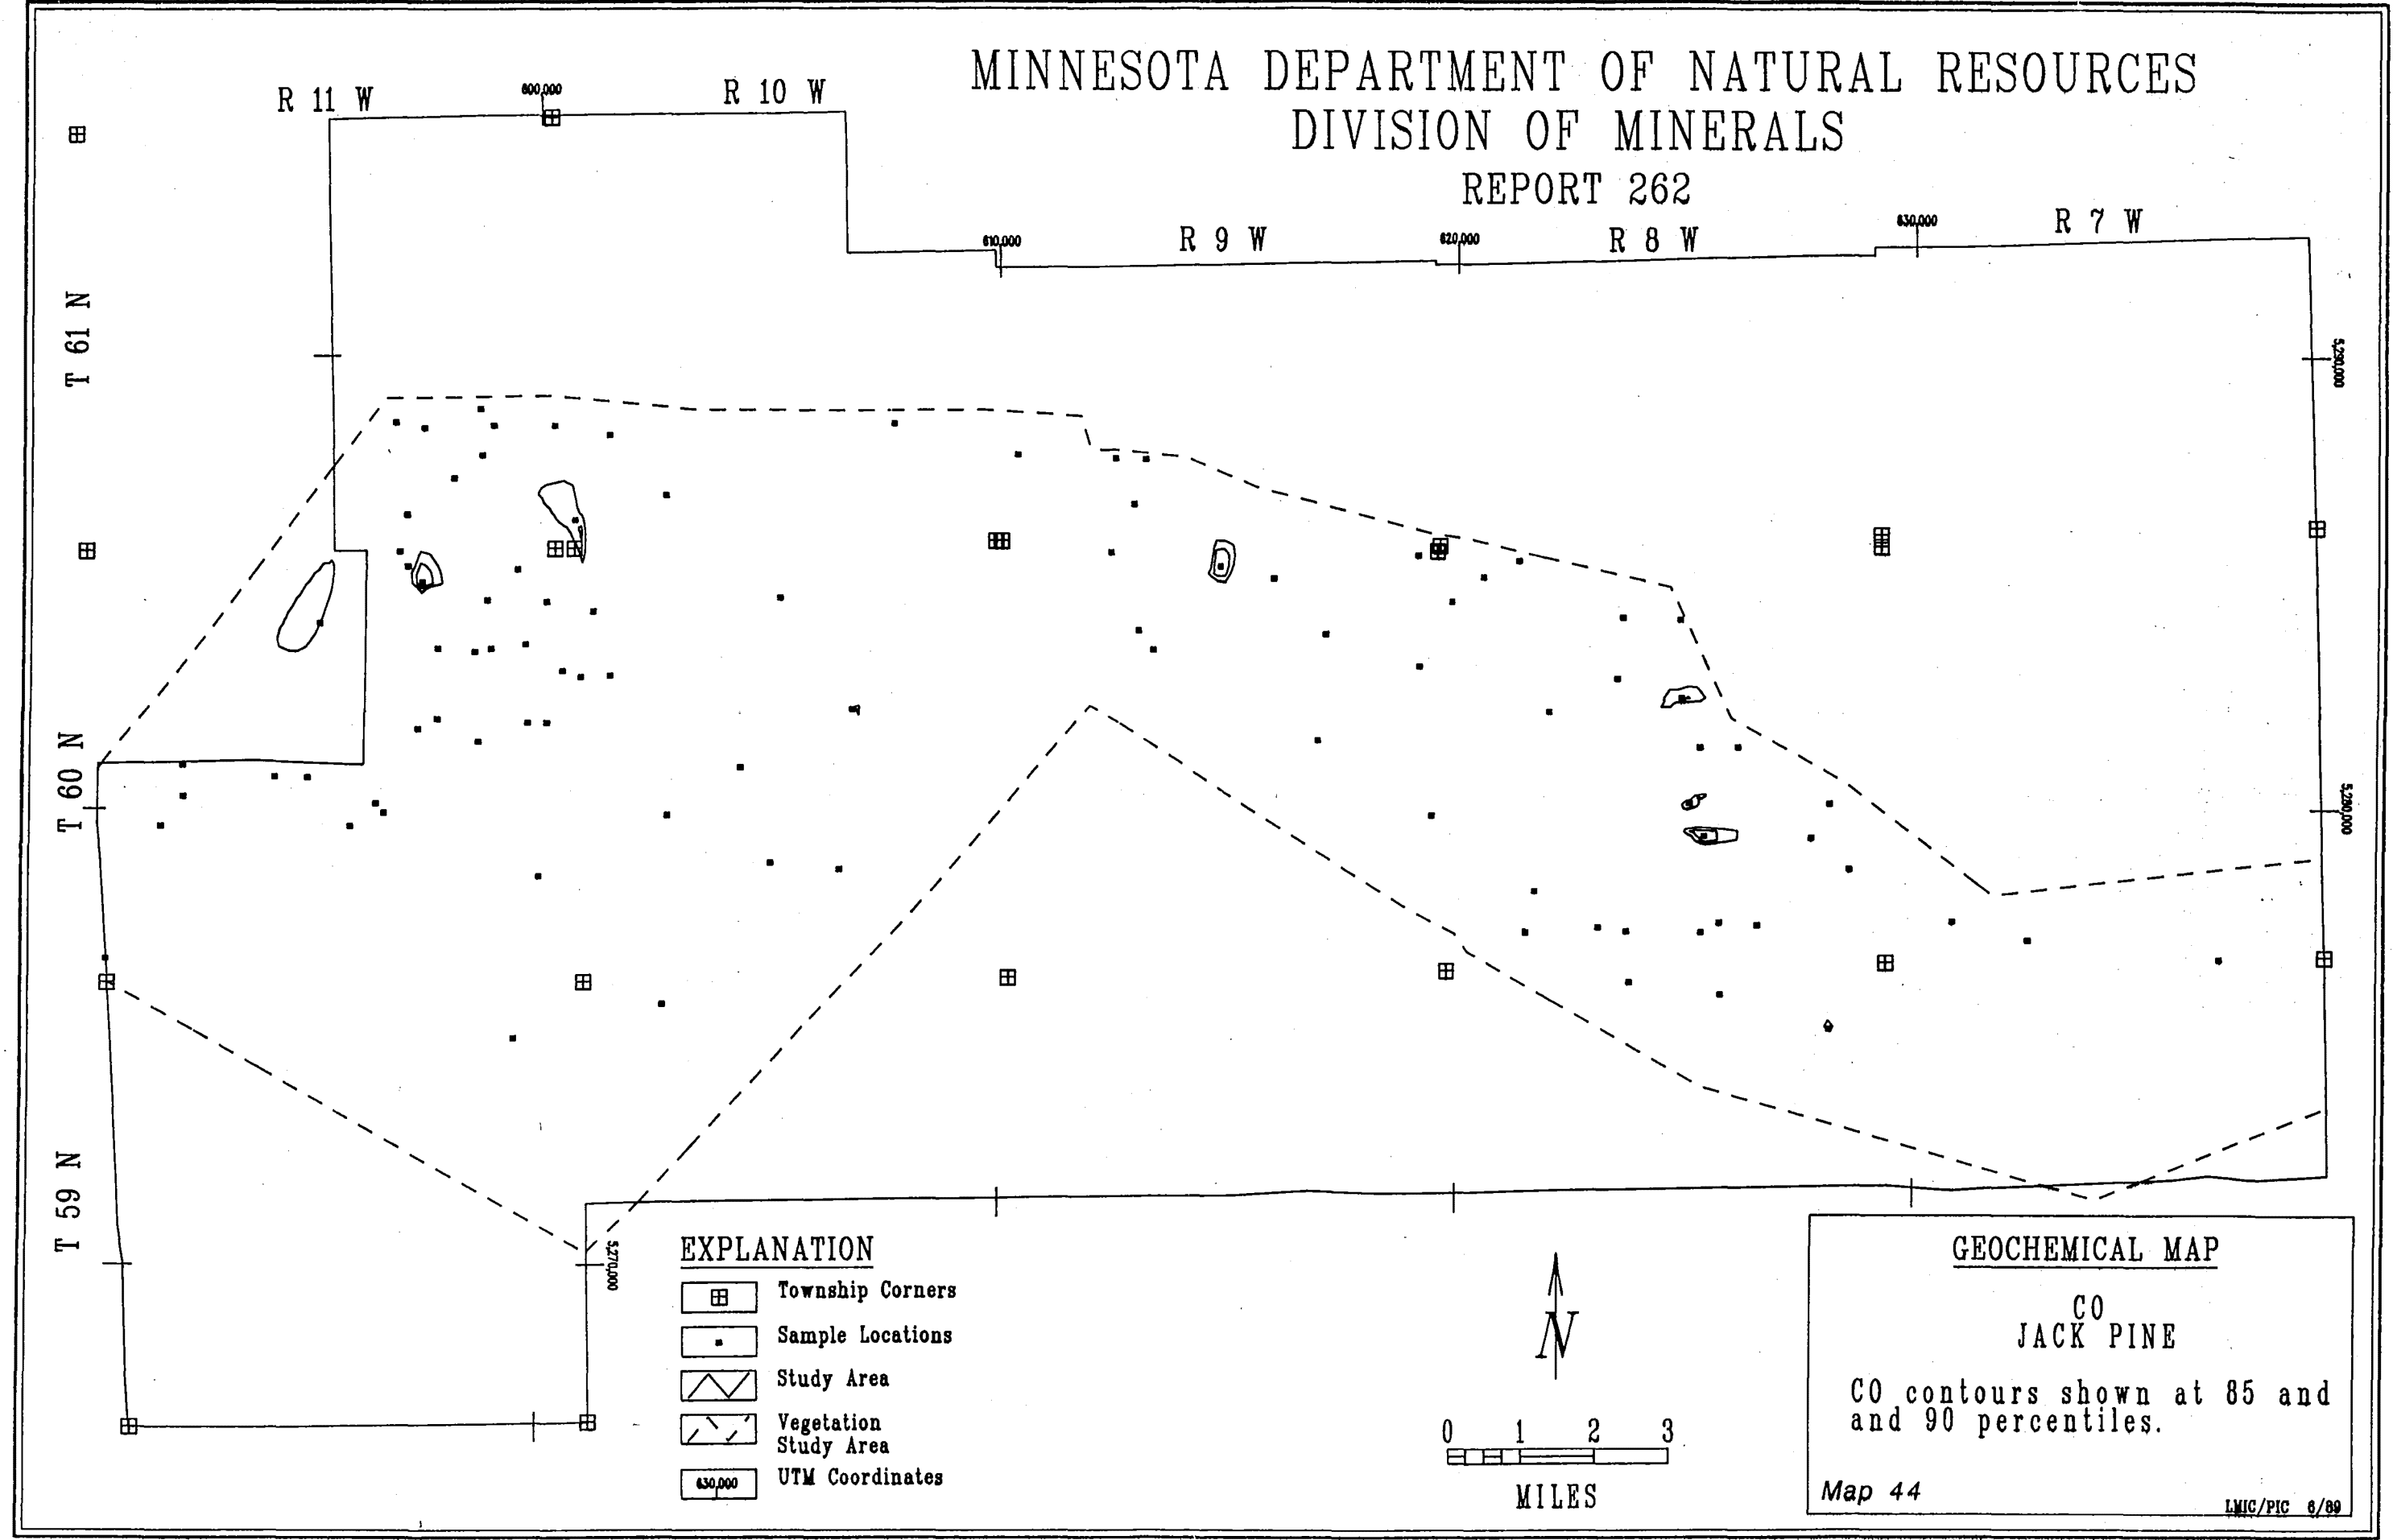 MINNESOTA DEPARTMENT OF NATURAL RESOURCES
DIVISION OF MINERALS
REPORT 262
R 11 W
600,000
R 10 W
610,000
R 9 W
620,000
R 8 W
630,000
R 7 W
T 61 N
5,290,000
T 60 N
5,280,000
T 59 N
5,270,000
EXPLANATION
Township Corners
Sample Locations
Study Area
Vegetation
Study Area
630,000
UTM Coordinates
N
0 1 2 3
MILES
GEOCHEMICAL MAP
CO
JACK PINE
CO contours shown at 85 and
and 90 percentiles.
Map 44
LMIC/PIC 6/89